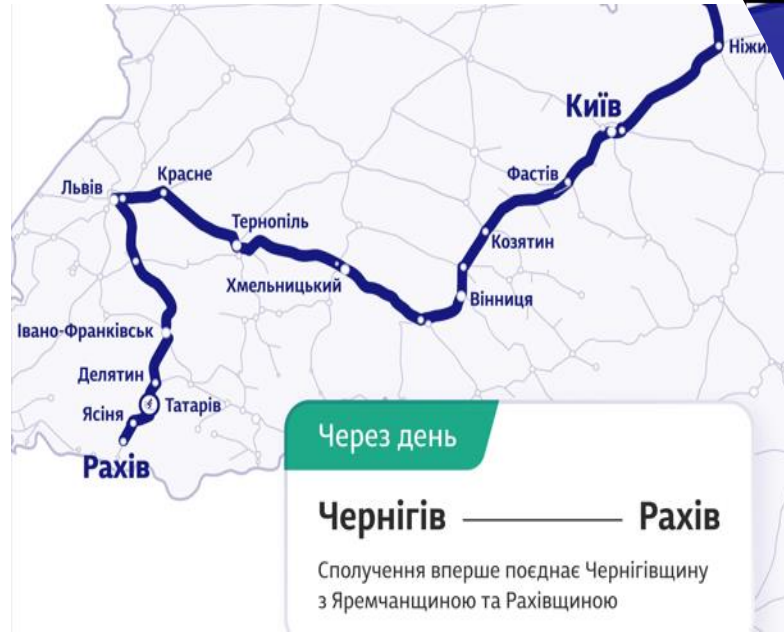 Ніжин
Київ
Фастів
Козятин
Вінниця
Красне
Львів
Тернопіль
Хмельницький
Івано-Франківськ
Делятин
Татарів
Ясіня
Рахів
Через день
Чернігів — Рахів
Сполучення вперше поєднає Чернігівщину
з Яремчанщиною та Рахівщиною